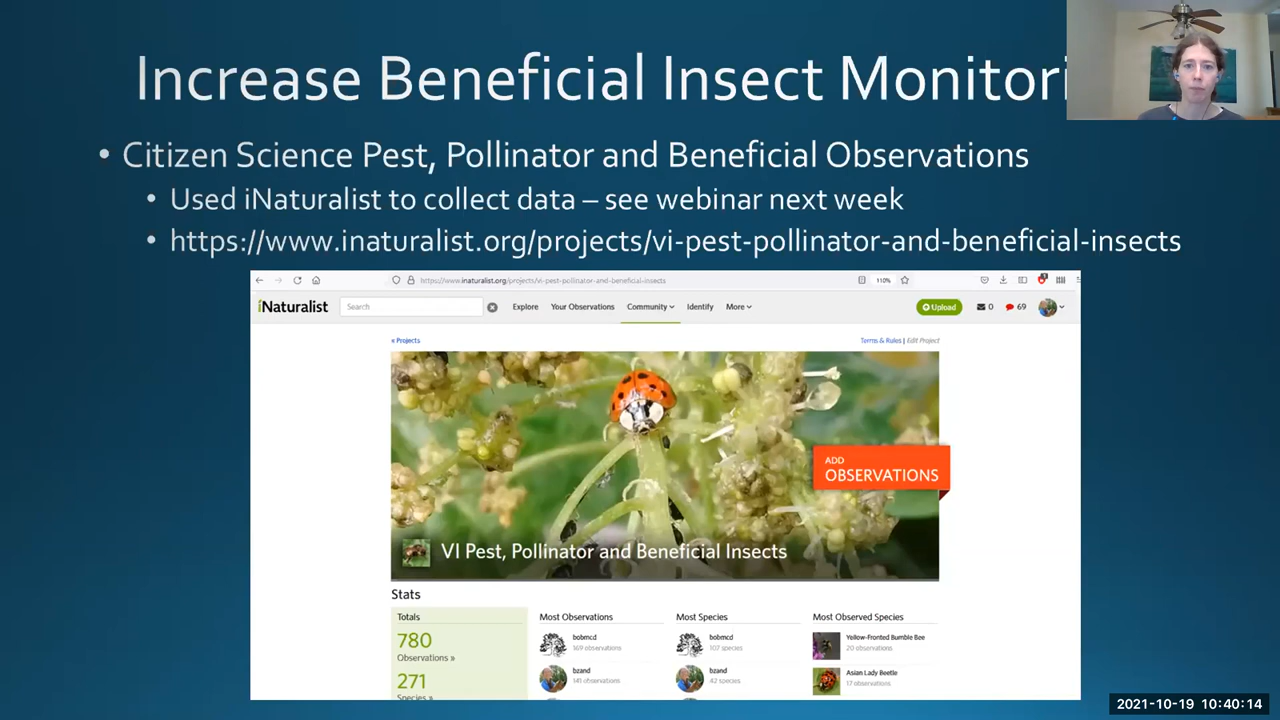 Increase Beneficial Insect Monitori
• Citizen Science Pest, Pollinator and Beneficial Observations
• Used iNaturalist to collect data – see webinar next week
• https://www.inaturalist.org/projects/vi-pest-pollinator-and-beneficial-insects
https://www.inaturalist.org/projects/vi-pest-pollinator-and-beneficial-insects
110%
iNaturalist Search Explore Your Observations Community More Identify Upload 0 69
« Projects
Terms & Rules | Edit Project
ADD
OBSERVATIONS
VI Pest, Pollinator and Beneficial Insects
Stats
Totals
780
Observations »
271
Species »
Most Observations
bobmcd
169 observations
bzand
141 observations
Most Species
bobmcd
107 species
bzand
42 species
Most Observed Species
Yellow-Fronted Bumble Bee
20 observations
Asian Lady Beetle
17 observations
2021-10-19 10:40:14